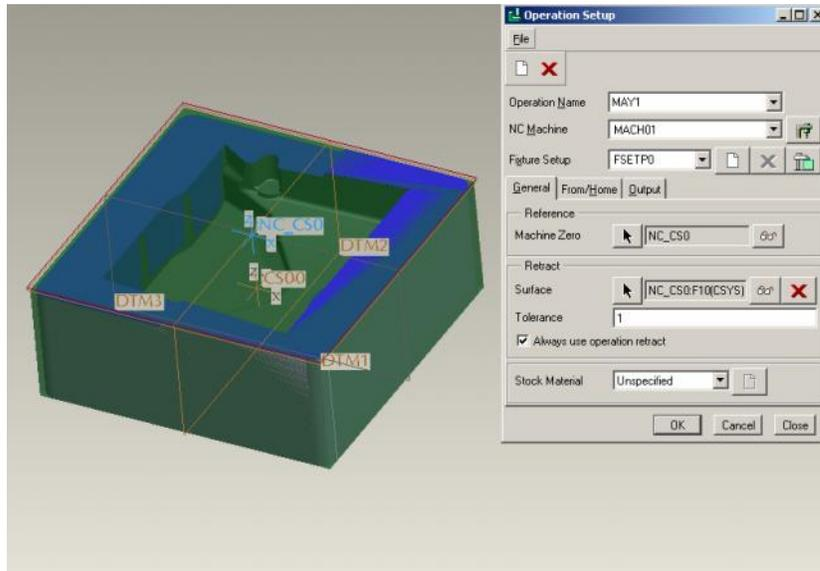 Operation Setup
File
Operation Name MAY1
NC Machine MACH01
Fixture Setup FSETP0
General From/Home Output
Reference
Machine Zero NC_CS0
Retract
Surface NC_CS0:F10(CSYS)
Tolerance 1
Always use operation retract
Stock Material Unspecified
OK Cancel Close
Z NC_CS0
X
DTM2
Z CS00
X
DTM3
DTM1